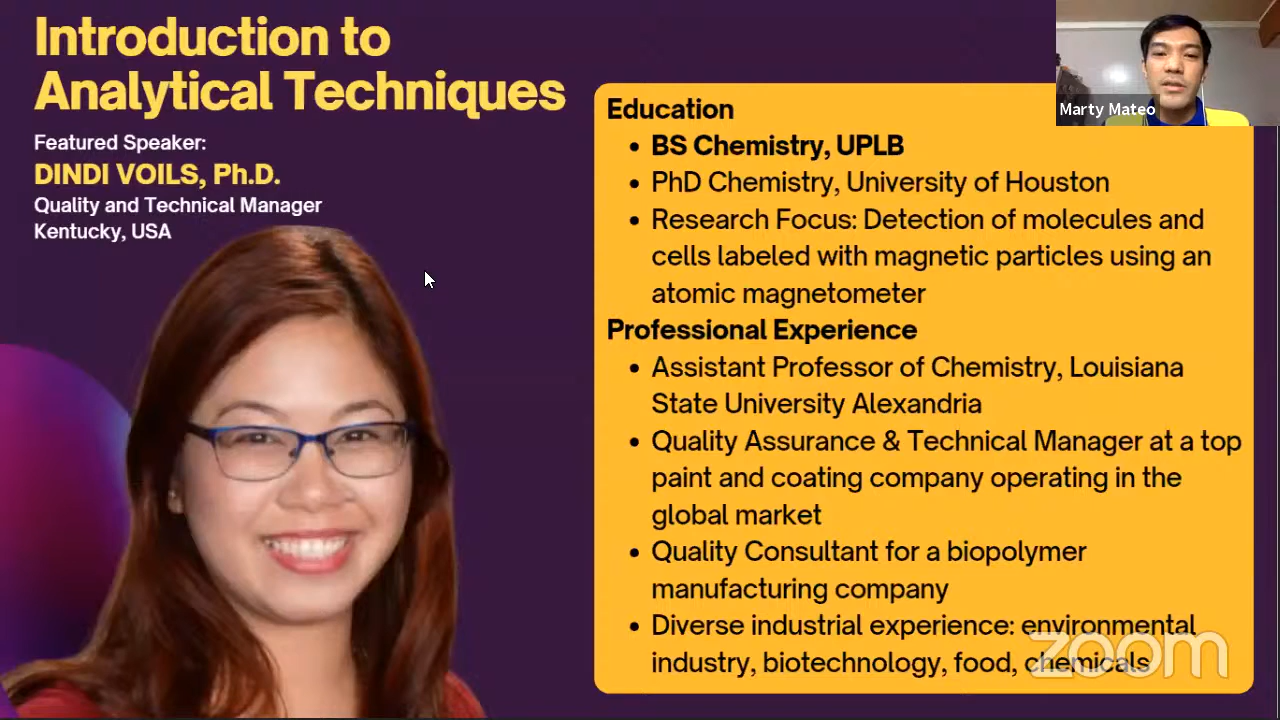 Introduction to
Analytical Techniques
Featured Speaker:
DINDI VOILS, Ph.D.
Quality and Technical Manager
Kentucky, USA
Marty Mateo
Education
• BS Chemistry, UPLB
• PhD Chemistry, University of Houston
• Research Focus: Detection of molecules and
cells labeled with magnetic particles using an
atomic magnetometer
Professional Experience
• Assistant Professor of Chemistry, Louisiana
State University Alexandria
• Quality Assurance & Technical Manager at a top
paint and coating company operating in the
global market
• Quality Consultant for a biopolymer
manufacturing company
• Diverse industrial experience: environmental
industry, biotechnology, food, chemicals
zoom